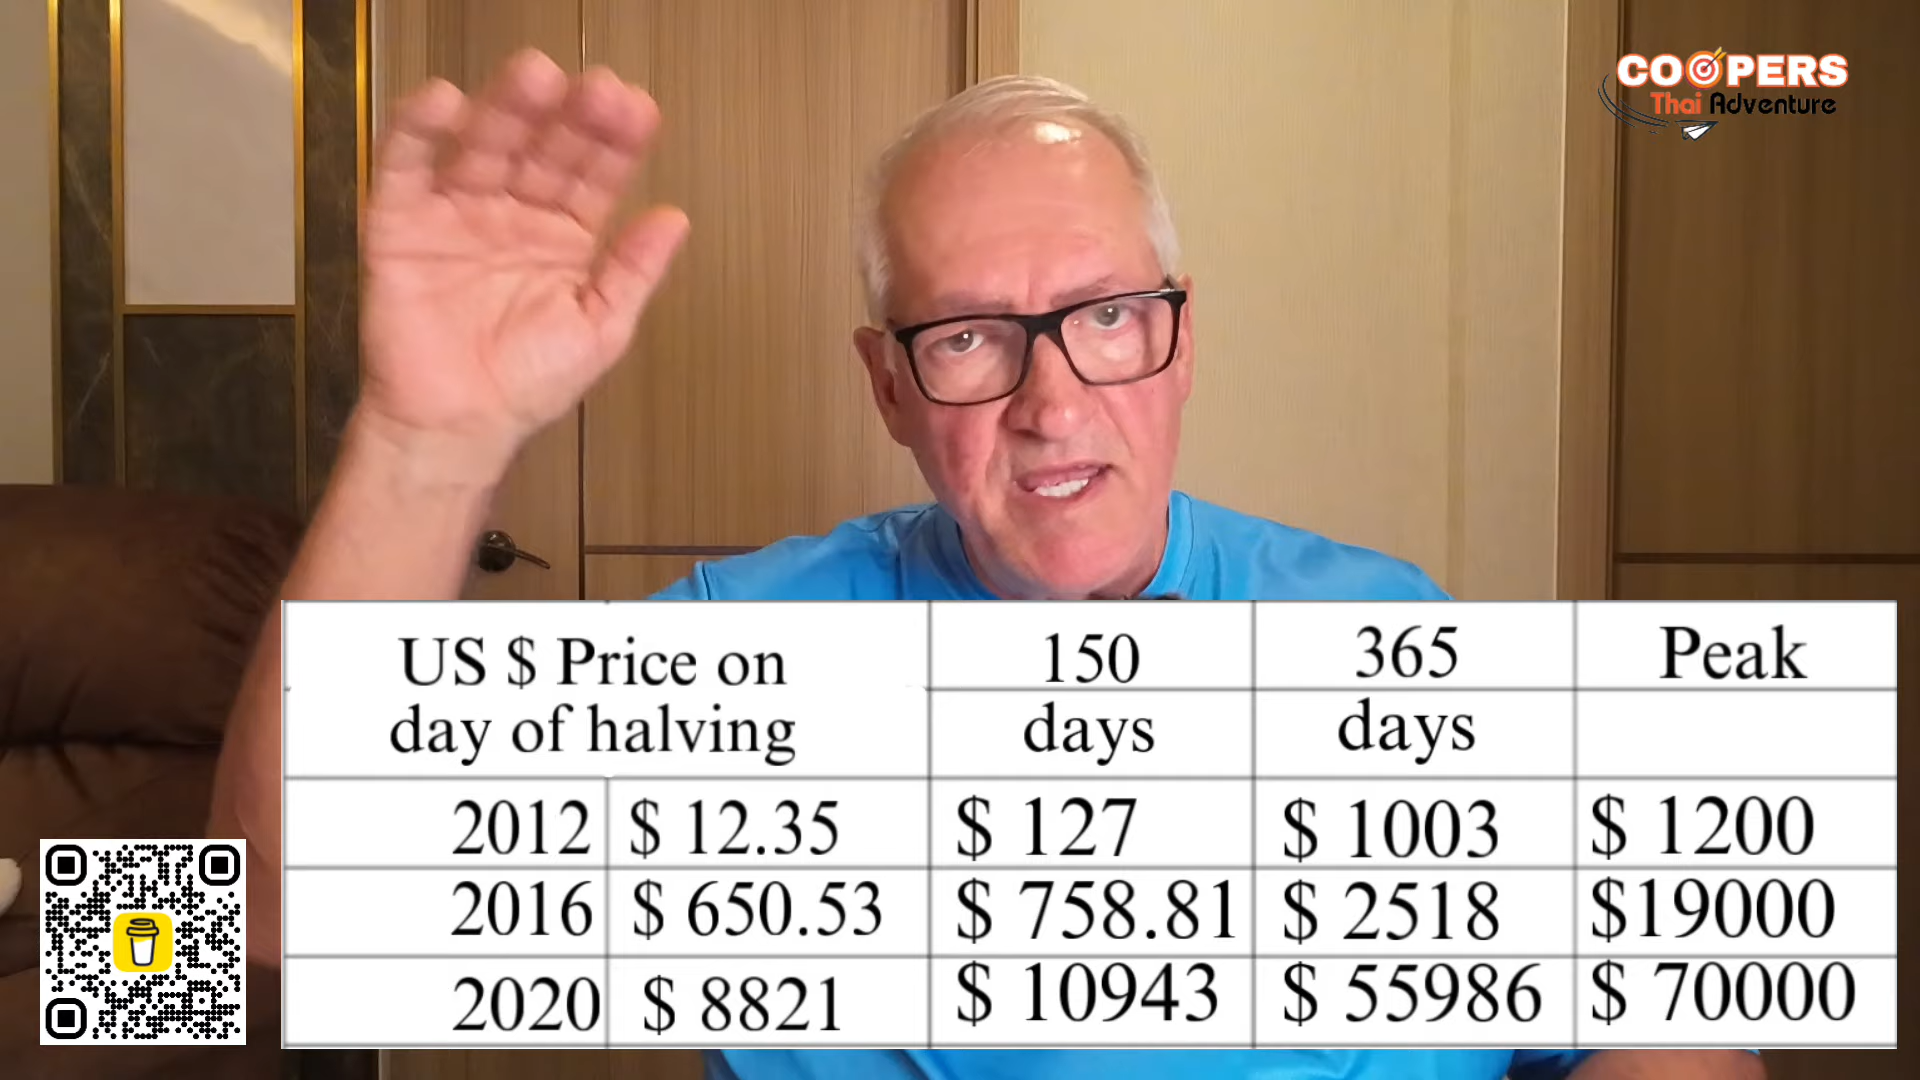 COOPERS
Thai Adventure
US $ Price on day of halving 150 days 365 days Peak
2012 $ 12.35 $ 127 $ 1003 $ 1200
2016 $ 650.53 $ 758.81 $ 2518 $19000
2020 $ 8821 $ 10943 $ 55986 $ 70000